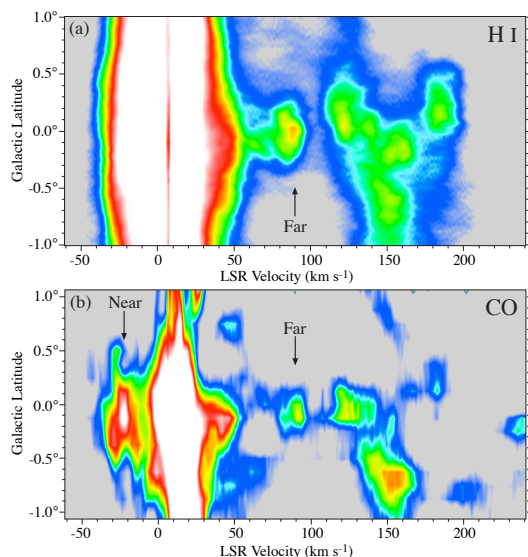 (a)
H I
1.0°
0.5°
0.0°
-0.5°
-1.0°
Galactic Latitude
Far
-50 0 50 100 150 200
LSR Velocity (km s-1)
(b)
CO
Near
Far
1.0°
0.5°
0.0°
-0.5°
-1.0°
Galactic Latitude
-50 0 50 100 150 200
LSR Velocity (km s-1)